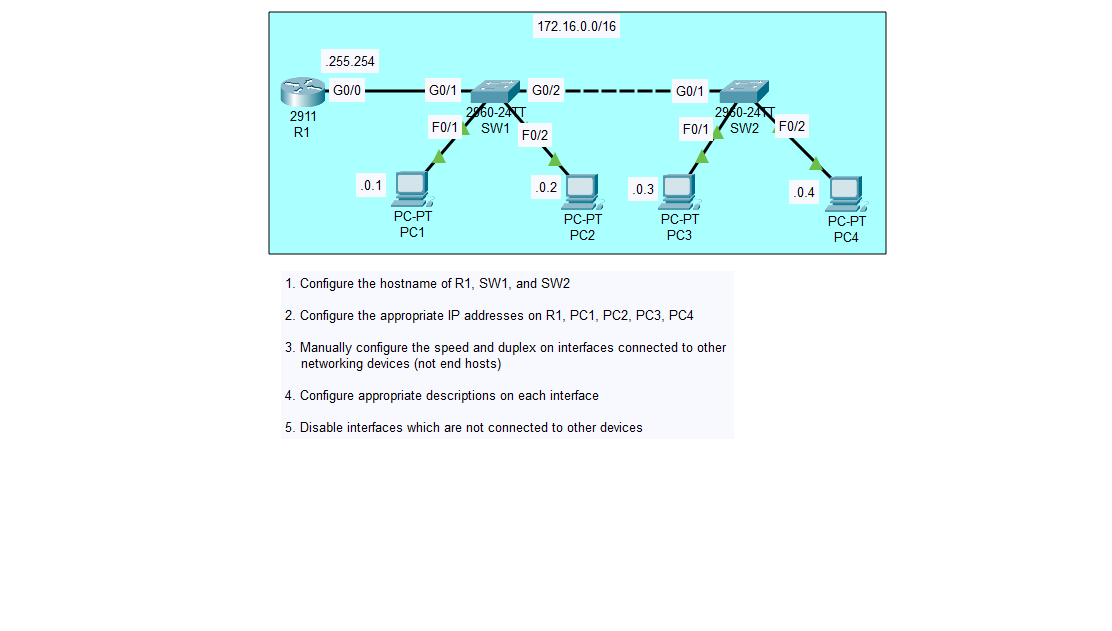 172.16.0.0/16
.255.254
G0/0
G0/1
G0/2
G0/1
2911
R1
2960-24TT
SW1
2960-24TT
SW2
F0/1
F0/2
F0/1
F0/2
.0.1
.0.2
.0.3
.0.4
PC-PT
PC1
PC-PT
PC2
PC-PT
PC3
PC-PT
PC4
1. Configure the hostname of R1, SW1, and SW2
2. Configure the appropriate IP addresses on R1, PC1, PC2, PC3, PC4
3. Manually configure the speed and duplex on interfaces connected to other
networking devices (not end hosts)
4. Configure appropriate descriptions on each interface
5. Disable interfaces which are not connected to other devices